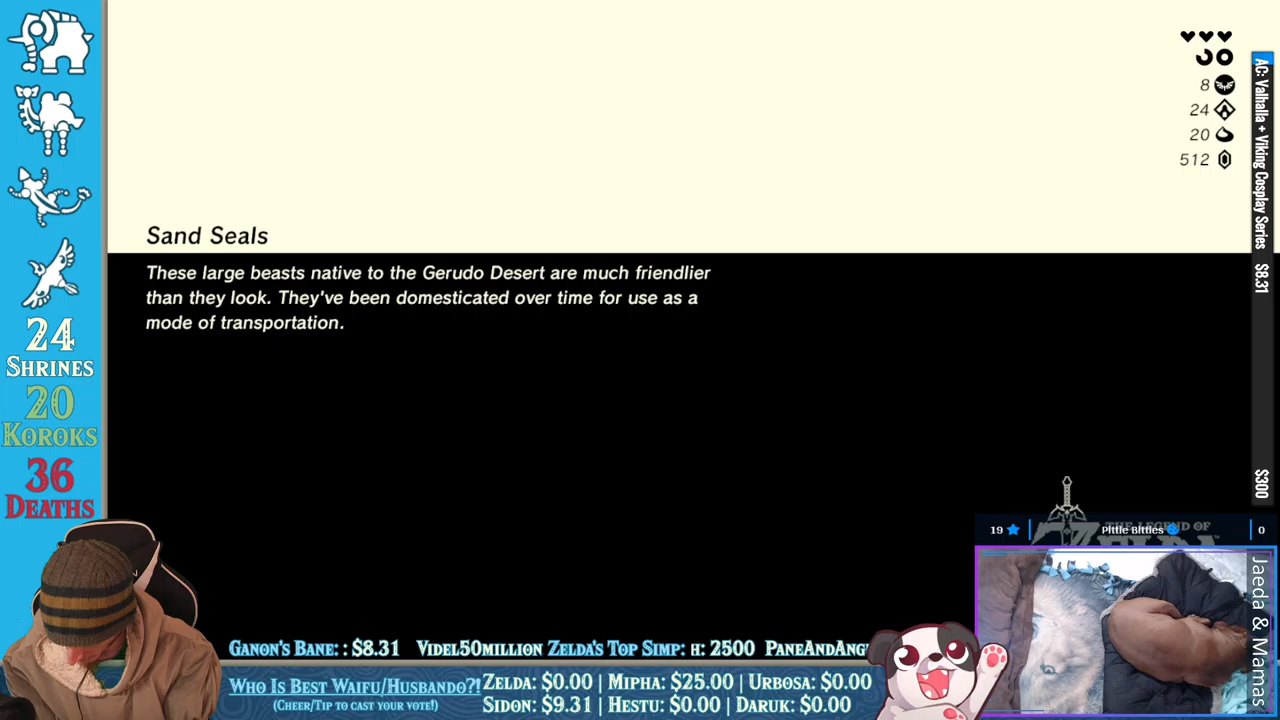 8
24
20
512
Sand Seals
These large beasts native to the Gerudo Desert are much friendlier
than they look. They've been domesticated over time for use as a
mode of transportation.
24
SHRINES
20
KOROKS
36
DEATHS
AC: Valhalla + Viking Cosplay Series $8.31
$300
THE LEGEND OF
19
Pittie Bitties
0
Jaeda & Mamas
GANON'S BANE: : $8.31 VIDEL50MILLION ZELDA'S TOP SIMP: H: 2500 PANEANDANG
WHO IS BEST WAIFU/HUSBANDO?!
(CHEER/TIP TO CAST YOUR VOTE!)
ZELDA: $0.00 | MIPHA: $25.00 | URBOSA: $0.00
SIDON: $9.31 | HESTU: $0.00 | DARUK: $0.00